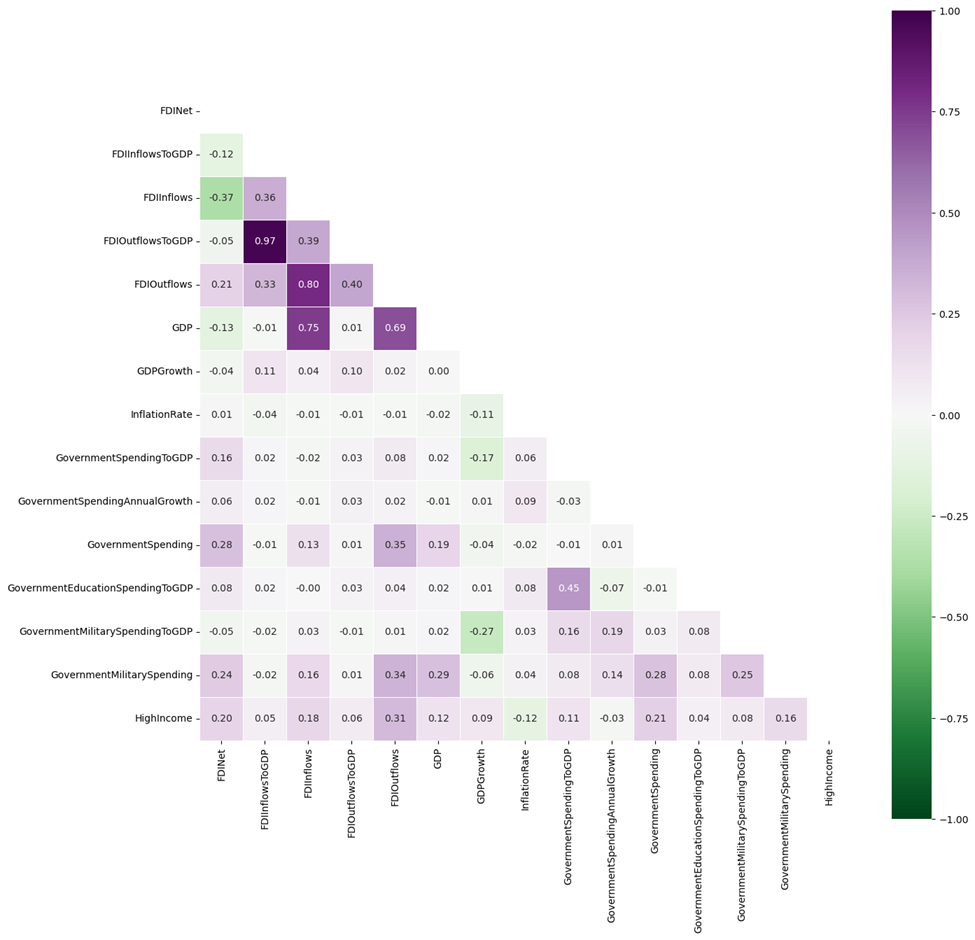 1.00
FDINet
FDIInflowsToGDP -0.12
0.75
FDIInflows -0.37 0.36
FDIOutflowsToGDP -0.05 0.97 0.39
0.50
FDIOutflows 0.21 0.33 0.80 0.40
GDP -0.13 -0.01 0.75 0.01 0.69
0.25
GDPGrowth -0.04 0.11 0.04 0.10 0.02 0.00
InflationRate 0.01 -0.04 -0.01 -0.01 -0.01 -0.02 -0.11
0.00
GovernmentSpendingToGDP 0.16 0.02 -0.02 0.03 0.08 0.02 -0.17 0.06
GovernmentSpendingAnnualGrowth 0.06 0.02 -0.01 0.03 0.02 -0.01 0.01 0.09 -0.03
−0.25
GovernmentSpending 0.28 -0.01 0.13 0.01 0.35 0.19 -0.04 -0.02 -0.01 0.01
GovernmentEducationSpendingToGDP 0.08 0.02 -0.00 0.03 0.04 0.02 0.01 0.08 0.45 -0.07 -0.01
−0.50
GovernmentMilitarySpendingToGDP -0.05 -0.02 0.03 -0.01 0.01 0.02 -0.27 0.03 0.16 0.19 0.03 0.08
GovernmentMilitarySpending 0.24 -0.02 0.16 0.01 0.34 0.29 -0.06 0.04 0.08 0.14 0.28 0.08 0.25
HighIncome 0.20 0.05 0.18 0.06 0.31 0.12 0.09 -0.12 0.11 -0.03 0.21 0.04 0.08 0.16
−0.75
−1.00
FDINet
FDIInflowsToGDP
FDIInflows
FDIOutflowsToGDP
FDIOutflows
GDP
GDPGrowth
InflationRate
GovernmentSpendingToGDP
GovernmentSpendingAnnualGrowth
GovernmentSpending
GovernmentEducationSpendingToGDP
GovernmentMilitarySpendingToGDP
GovernmentMilitarySpending
HighIncome